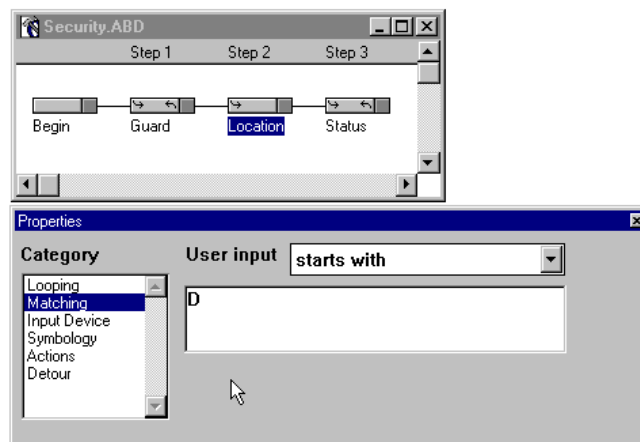 Security.ABD
Step 1 Step 2 Step 3
Begin Guard Location Status
Properties
Category
User input starts with
Looping
Matching
Input Device
Symbology
Actions
Detour
D